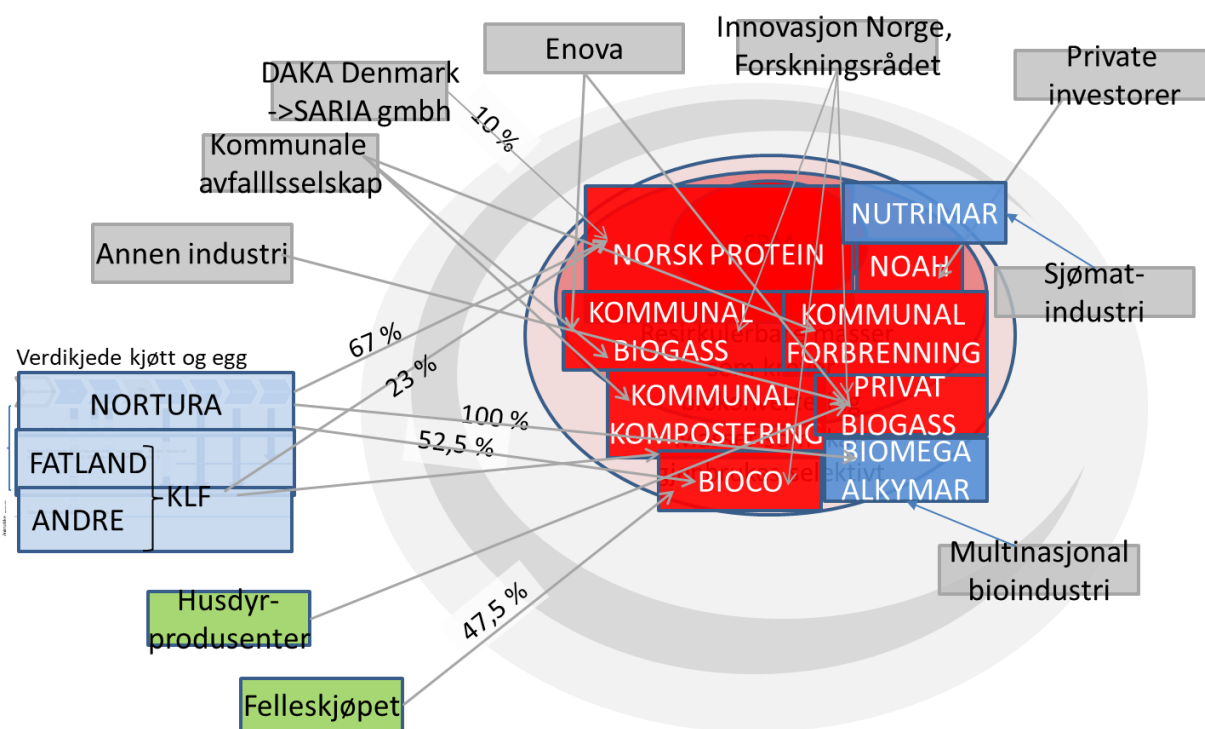 Innovasjon Norge,
Forskningsrådet
Enova
Private
investorer
DAKA Denmark
->SARIA gmbh
10 %
Kommunale
avfalllsselskap
NUTRIMAR
Annen industri
NORSK PROTEIN
NOAH
Sjømat-
industri
KOMMUNAL
BIOGASS
KOMMUNAL
FORBRENNING
67 %
Verdikjede kjøtt og egg
23 %
NORTURA
KOMMUNAL
KOMPOSTERING
PRIVAT
BIOGASS
100 %
52,5 %
BIOMEGA
ALKYMAR
FATLAND
KLF
ANDRE
BIOCO
selektivt
Multinasjonal
bioindustri
Husdyr-
produsenter
47,5 %
Felleskjøpet